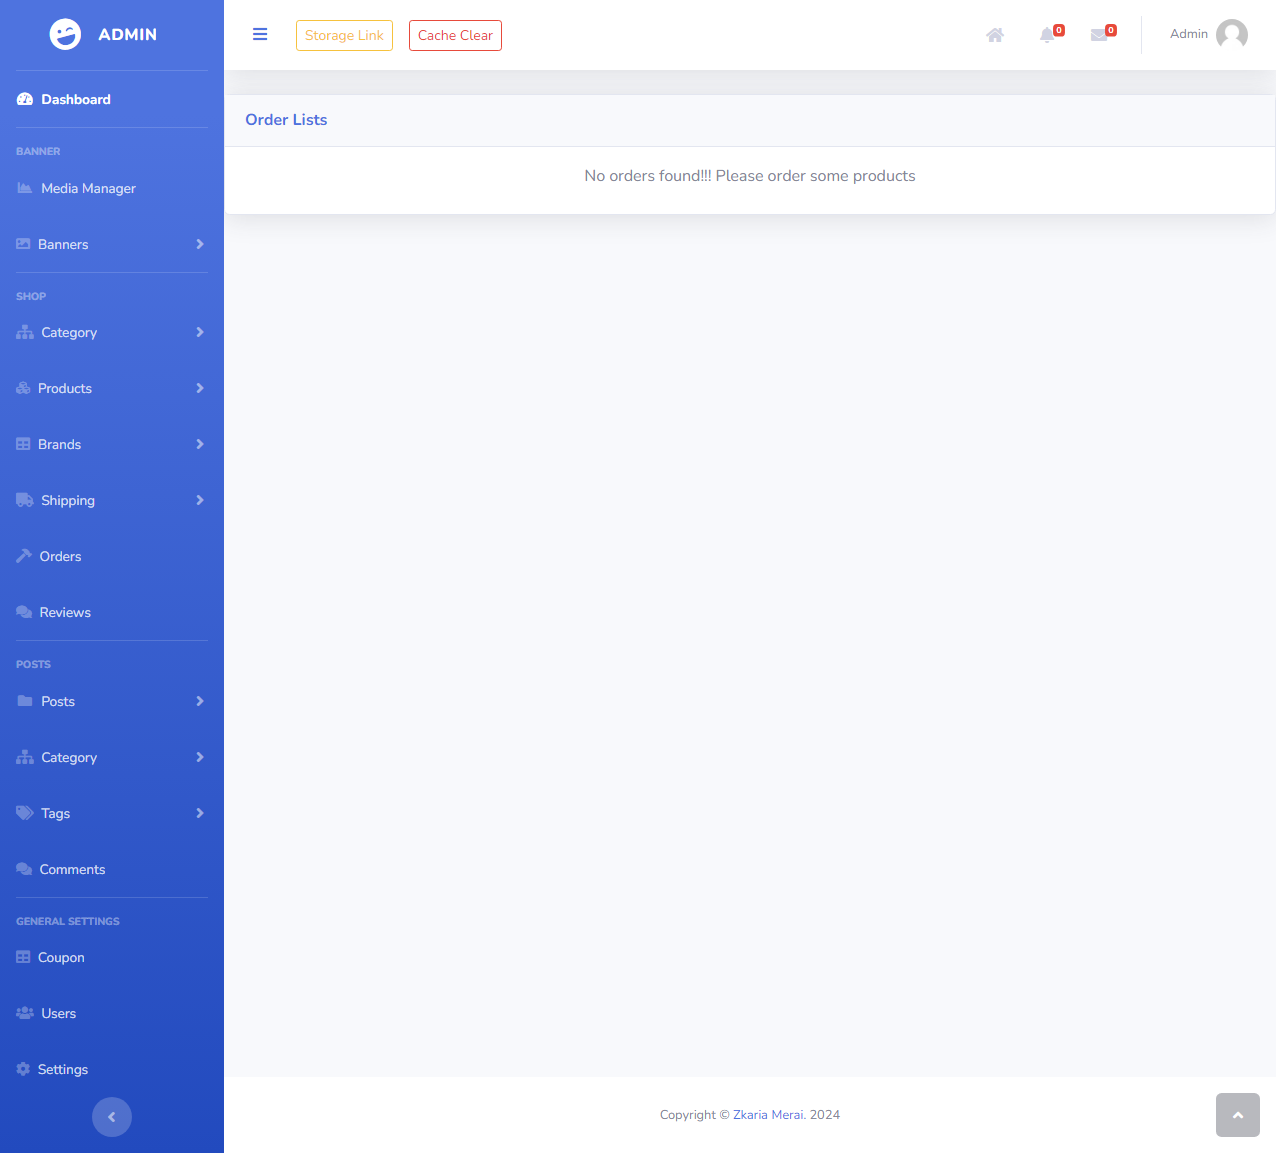 ADMIN
Storage Link
Cache Clear
0
0
Admin
Dashboard
BANNER
Media Manager
Banners
SHOP
Category
Products
Brands
Shipping
Orders
Reviews
POSTS
Posts
Category
Tags
Comments
GENERAL SETTINGS
Coupon
Users
Settings
Order Lists
No orders found!!! Please order some products
Copyright © Zkaria Merai. 2024